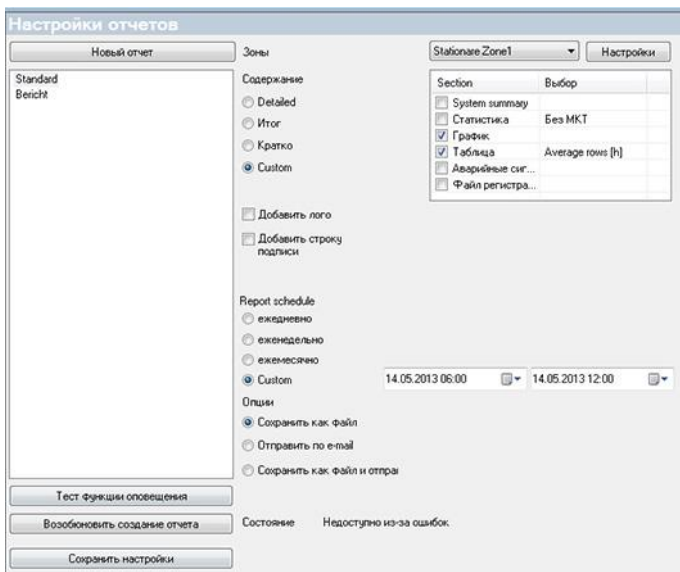 Настройки отчетов
Новый отчет
Зоны
Stationare Zone1
Настройки
Standard
Bericht
Содержание
Detailed
Итог
Кратко
Custom
Section Выбор
System summary
Статистика Без МКТ
График
Таблица Average rows [h]
Аварийные сиг...
Файл регистра...
Добавить лого
Добавить строку
подписи
Report schedule
ежедневно
еженедельно
ежемесячно
Custom
14.05.2013 06:00
14.05.2013 12:00
Опции
Сохранить как файл
Отправить по e-mail
Сохранить как файл и отпра
Тест функции оповещения
Возобюновить создание отчета
Состояние Недоступно из-за ошибок
Сохранить настройки